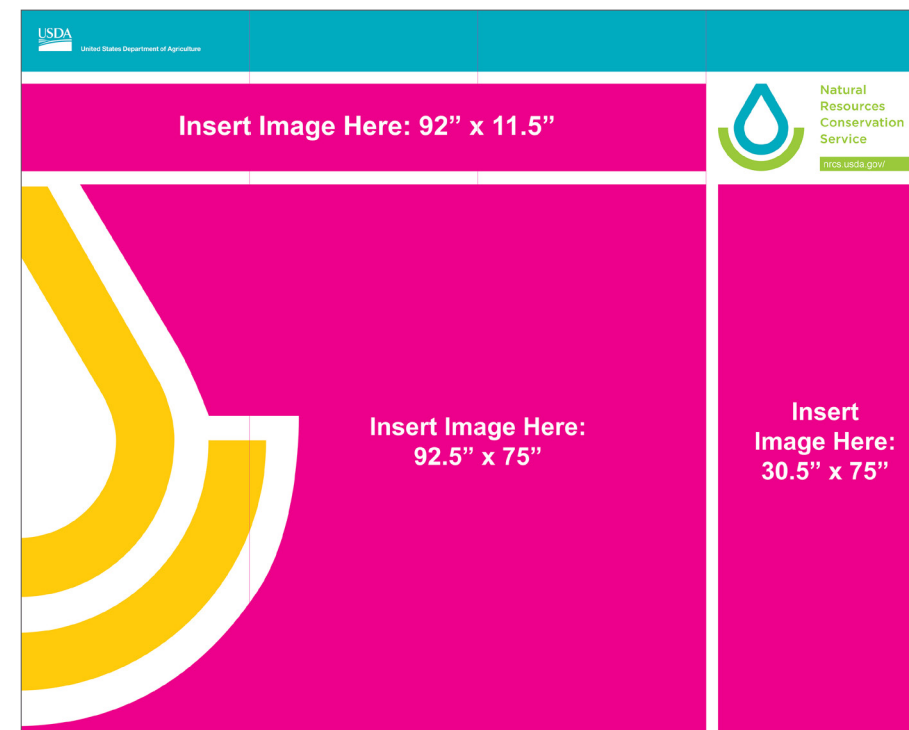 USDA
United States Department of Agriculture
Insert Image Here: 92” x 11.5”
Natural
Resources
Conservation
Service
nrcs.usda.gov/
Insert Image Here:
92.5” x 75”
Insert
Image Here:
30.5” x 75”